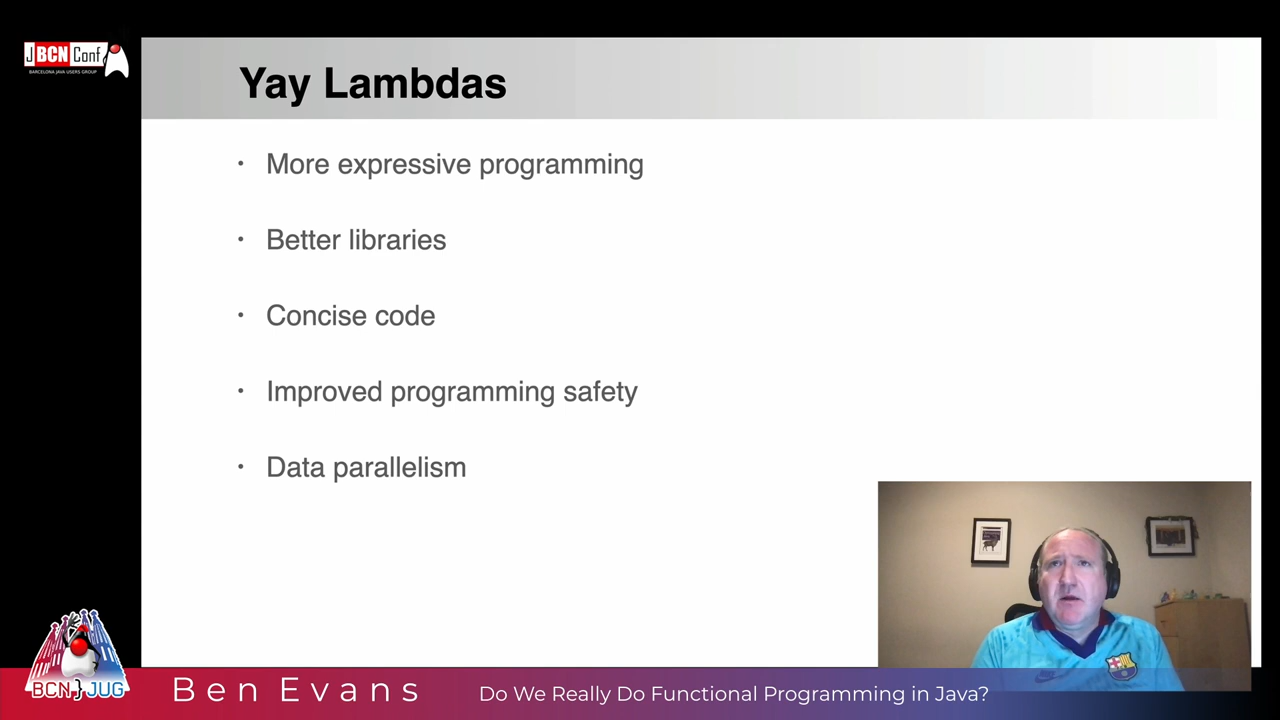 JBCNConf
BARCELONA JAVA USERS GROUP
Yay Lambdas
• More expressive programming
• Better libraries
• Concise code
• Improved programming safety
• Data parallelism
BCN}JUG
Ben Evans
Do We Really Do Functional Programming in Java?